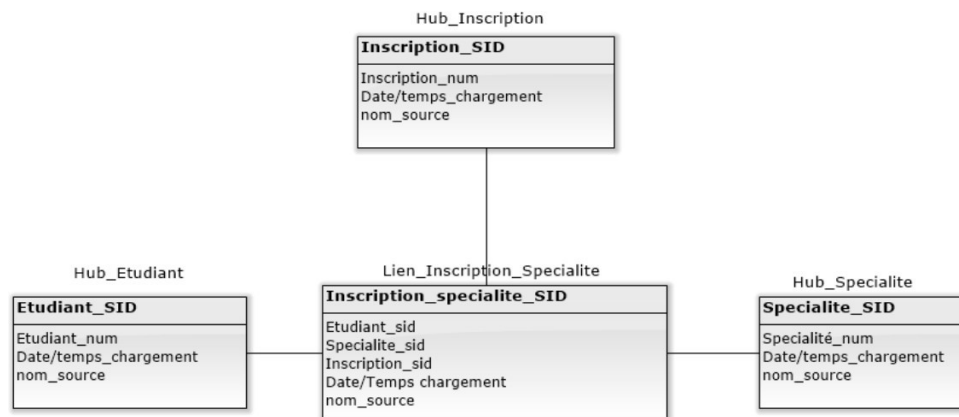 Hub_Inscription
Inscription_SID
Inscription_num
Date/temps_chargement
nom_source
Hub_Etudiant
Etudiant_SID
Etudiant_num
Date/temps_chargement
nom_source
Lien_Inscription_Specialite
Inscription_specialite_SID
Etudiant_sid
Specialite_sid
Inscription_sid
Date/Temps chargement
nom_source
Hub_Specialite
Specialite_SID
Specialité_num
Date/temps_chargement
nom_source